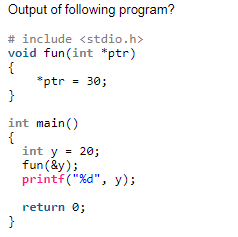 Output of following program?
# include <stdio.h>
void fun(int *ptr)
{
    *ptr = 30;
}
int main()
{
  int y = 20;
  fun(&y);
  printf("%d", y);
  return 0;
}